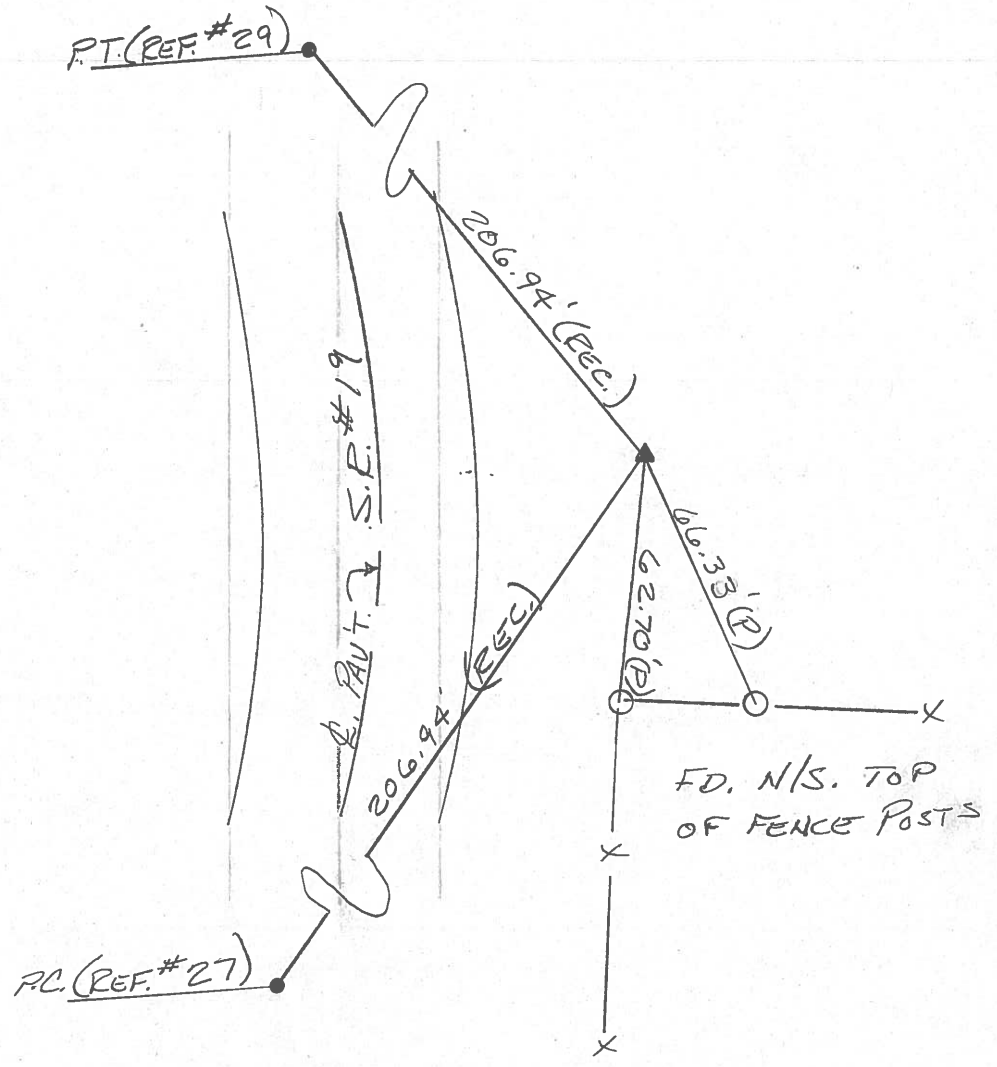 P.T. (REF. #29)
206.94' (REC.)
℄ PAV'T. S.R. #19
66.33' (P)
62.70' (P)
206.94' (REC.)
X
FD. N/S. TOP
OF FENCE POSTS
X
P.C. (REF. #27)
X